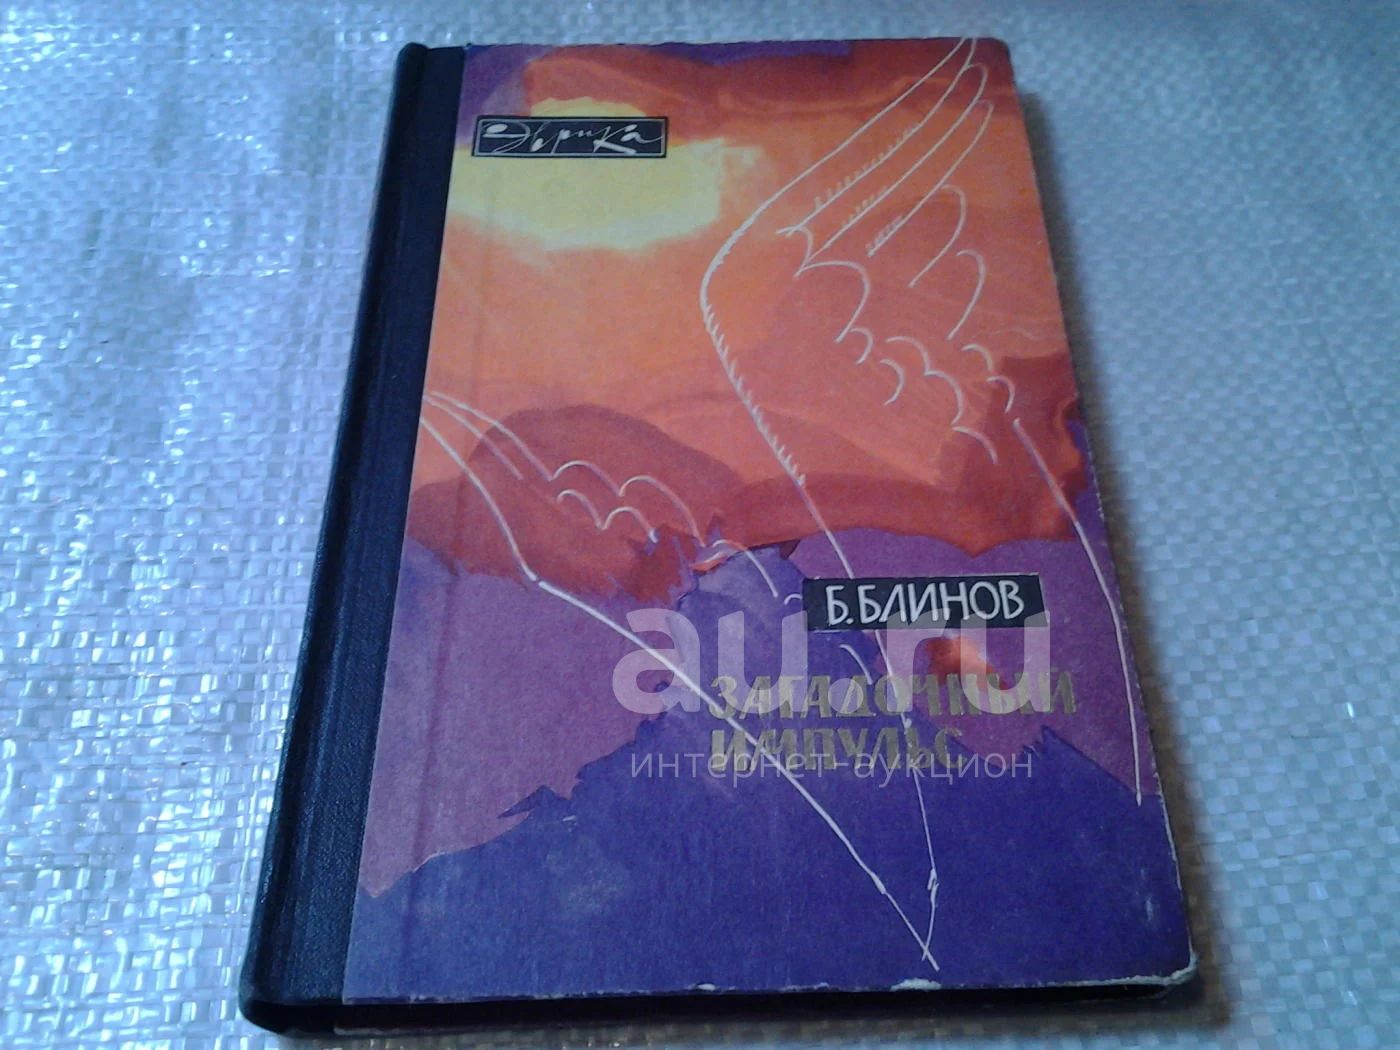 Эврика
Б. БЛИНОВ
au.ru
ЗАГАДОЧНЫЙ
ИМПУЛЬС
интернет-аукцион